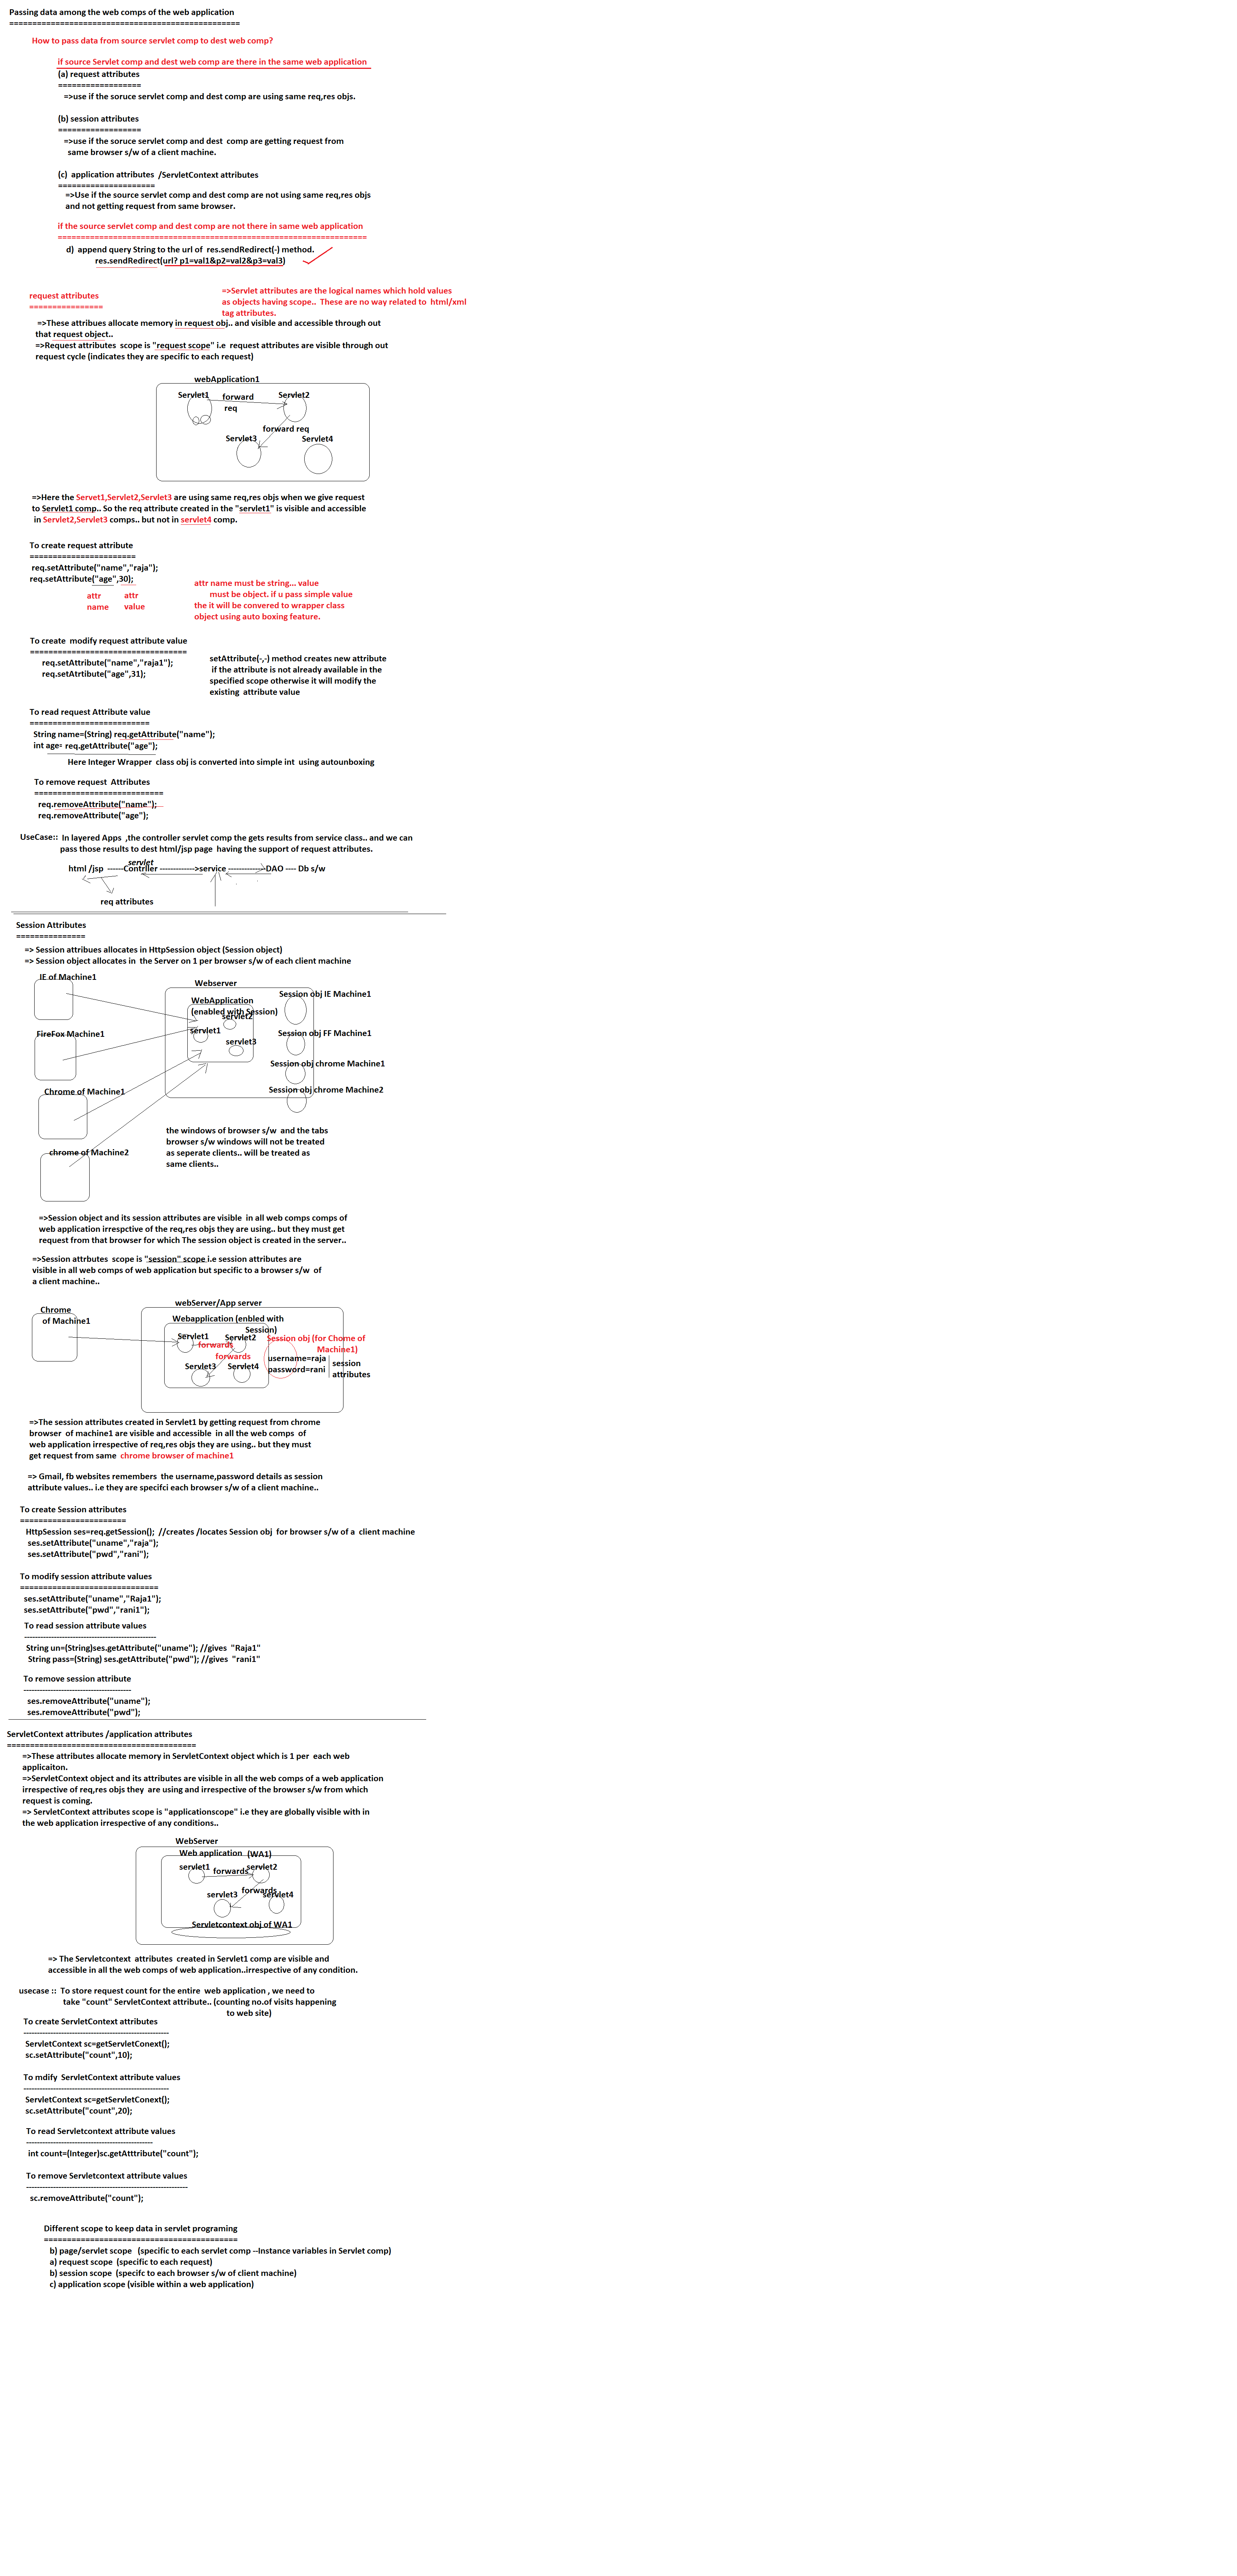 Passing data among the web comps of the web application
=================================================
How to pass data from source servlet comp to dest web comp?
if source Servlet comp and dest web comp are there in the same web application
(a) request attributes
==================
=>use if the soruce servlet comp and dest comp are using same req,res objs.
(b) session attributes
==================
=>use if the soruce servlet comp and dest  comp are getting request from
same browser s/w of a client machine.
(c)  application attributes  /ServletContext attributes
=====================
=>Use if the source servlet comp and dest comp are not using same req,res objs
and not getting request from same browser.
if the source servlet comp and dest comp are not there in same web application
===================================================================
d)  append query String to the url of  res.sendRedirect(-) method.
res.sendRedirect(url? p1=val1&p2=val2&p3=val3)
request attributes
================
=>Servlet attributes are the logical names which hold values
as objects having scope..  These are no way related to  html/xml
tag attributes.
=>These attribues allocate memory in request obj.. and visible and accessible through out
that request object..
=>Request attributes  scope is "request scope" i.e  request attributes are visible through out
request cycle (indicates they are specific to each request)
webApplication1
Servlet1
forward
req
Servlet2
forward req
Servlet3
Servlet4
=>Here the Servet1,Servlet2,Servlet3 are using same req,res objs when we give request
to Servlet1 comp.. So the req attribute created in the "servlet1" is visible and accessible
in Servlet2,Servlet3 comps.. but not in servlet4 comp.
To create request attribute
=======================
req.setAttribute("name","raja");
req.setAttribute("age",30);
attr
name
attr
value
attr name must be string... value
must be object. if u pass simple value
the it will be convered to wrapper class
object using auto boxing feature.
To create  modify request attribute value
==================================
req.setAttribute("name","raja1");
req.setAtrtibute("age",31);
setAttribute(-,-) method creates new attribute
if the attribute is not already available in the
specified scope otherwise it will modify the
existing  attribute value
To read request Attribute value
==========================
String name=(String) req.getAttribute("name");
int age= req.getAttribute("age");
Here Integer Wrapper  class obj is converted into simple int  using autounboxing
To remove request  Attributes
============================
req.removeAttribute("name");
req.removeAttribute("age");
UseCase::  In layered Apps  ,the controller servlet comp the gets results from service class.. and we can
pass those results to dest html/jsp page  having the support of request attributes.
servlet
html /jsp  ------Contrller ------------->service --------------DAO ---- Db s/w
req attributes
Session Attributes
===============
=> Session attribues allocates in HttpSession object (Session object)
=> Session object allocates in  the Server on 1 per browser s/w of each client machine
IE of Machine1
FireFox Machine1
Chrome of Machine1
chrome of Machine2
Webserver
WebApplication
(enabled with Session)
servlet2
servlet1
servlet3
Session obj IE Machine1
Session obj FF Machine1
Session obj chrome Machine1
Session obj chrome Machine2
the windows of browser s/w  and the tabs
browser s/w windows will not be treated
as seperate clients.. will be treated as
same clients..
=>Session object and its session attributes are visible  in all web comps comps of
web application irrespctive of the req,res objs they are using.. but they must get
request from that browser for which The session object is created in the server..
=>Session attrbutes  scope is "session" scope i.e session attributes are
visible in all web comps of web application but specific to a browser s/w  of
a client machine..
Chrome
of Machine1
webServer/App server
Webapplication (enbled with
Session)
Servlet1
Servlet2
forwards
forwards
Servlet3
Servlet4
Session obj (for Chome of
Machine1)
username=raja
password=rani
session
attributes
=>The session attributes created in Servlet1 by getting request from chrome
browser  of machine1 are visible and accessible  in all the web comps  of
web application irrespective of req,res objs they are using.. but they must
get request from same  chrome browser of machine1
=> Gmail, fb websites remembers  the username,password details as session
attribute values.. i.e they are specifci each browser s/w of a client machine..
To create Session attributes
=======================
HttpSession ses=req.getSession();  //creates /locates Session obj  for browser s/w of a  client machine
ses.setAttribute("uname","raja");
ses.setAttribute("pwd","rani");
To modify session attribute values
==============================
ses.setAttribute("uname","Raja1");
ses.setAttribute("pwd","rani1");
To read session attribute values
-------------------------------------------------
String un=(String)ses.getAttribute("uname"); //gives  "Raja1"
String pass=(String) ses.getAttribute("pwd"); //gives  "rani1"
To remove session attribute
----------------------------------------
ses.removeAttribute("uname");
ses.removeAttribute("pwd");
ServletContext attributes /application attributes
=========================================
=>These attributes allocate memory in ServletContext object which is 1 per  each web
applicaiton.
=>ServletContext object and its attributes are visible in all the web comps of a web application
irrespective of req,res objs they  are using and irrespective of the browser s/w from which
request is coming.
=> ServletContext attributes scope is "applicationscope" i.e they are globally visible with in
the web application irrespective of any conditions..
WebServer
Web application  (WA1)
servlet1
forwards
servlet2
forwards
servlet3
servlet4
Servletcontext obj of WA1
=> The Servletcontext  attributes  created in Servlet1 comp are visible and
accessible in all the web comps of web application..irrespective of any condition.
usecase ::  To store request count for the entire  web application , we need to
take "count" ServletContext attribute.. (counting no.of visits happening
to web site)
To create ServletContext attributes
------------------------------------------------------
ServletContext sc=getServletConext();
sc.setAttribute("count",10);
To mdify  ServletContext attribute values
------------------------------------------------------
ServletContext sc=getServletConext();
sc.setAttribute("count",20);
To read Servletcontext attribute values
-----------------------------------------------
int count=(Integer)sc.getAtttribute("count");
To remove Servletcontext attribute values
------------------------------------------------------------
sc.removeAttribute("count");
Different scope to keep data in servlet programing
==========================================
b) page/servlet scope   (specific to each servlet comp --Instance variables in Servlet comp)
a) request scope  (specific to each request)
b) session scope  (specifc to each browser s/w of client machine)
c) application scope (visible within a web application)